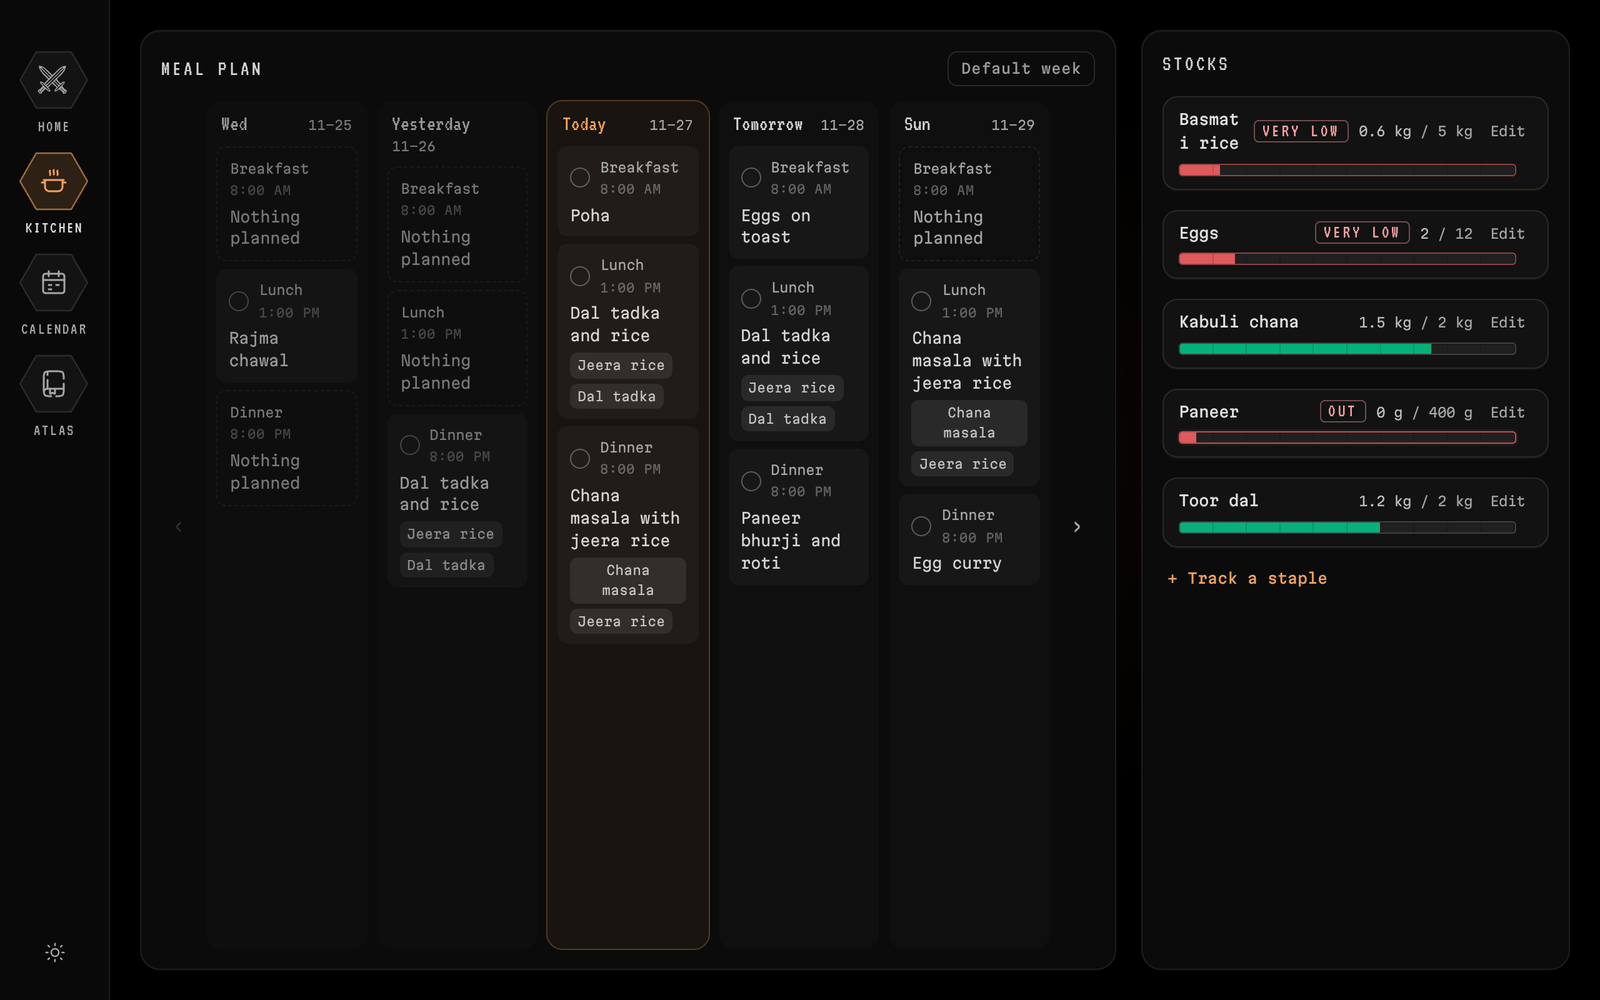 HOME
KITCHEN
CALENDAR
ATLAS
MEAL PLAN
Default week
Wed 11-25
Breakfast
8:00 AM
Nothing
planned
Lunch
1:00 PM
Rajma
chawal
Dinner
8:00 PM
Nothing
planned
Yesterday
11-26
Breakfast
8:00 AM
Nothing
planned
Lunch
1:00 PM
Nothing
planned
Dinner
8:00 PM
Dal tadka
and rice
Jeera rice
Dal tadka
Today 11-27
Breakfast
8:00 AM
Poha
Lunch
1:00 PM
Dal tadka
and rice
Jeera rice
Dal tadka
Dinner
8:00 PM
Chana
masala with
jeera rice
Chana
masala
Jeera rice
Tomorrow 11-28
Breakfast
8:00 AM
Eggs on
toast
Lunch
1:00 PM
Dal tadka
and rice
Jeera rice
Dal tadka
Dinner
8:00 PM
Paneer
bhurji and
roti
Sun 11-29
Breakfast
8:00 AM
Nothing
planned
Lunch
1:00 PM
Chana
masala with
jeera rice
Chana
masala
Jeera rice
Dinner
8:00 PM
Egg curry
STOCKS
Basmat
i rice
VERY LOW 0.6 kg / 5 kg Edit
Eggs VERY LOW 2 / 12 Edit
Kabuli chana 1.5 kg / 2 kg Edit
Paneer OUT 0 g / 400 g Edit
Toor dal 1.2 kg / 2 kg Edit
+ Track a staple